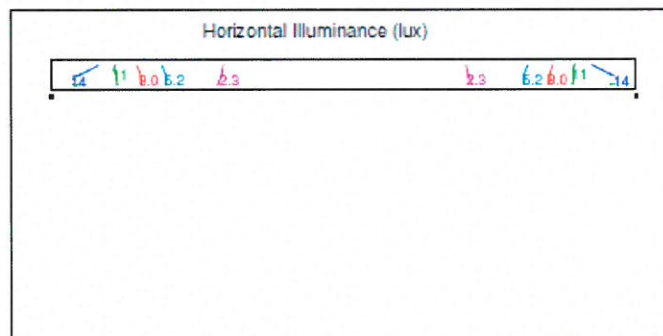 Horizontal Illuminance (lux)
14 11 8.0 5.2 2.3 2.3 5.2 8.0 11 14